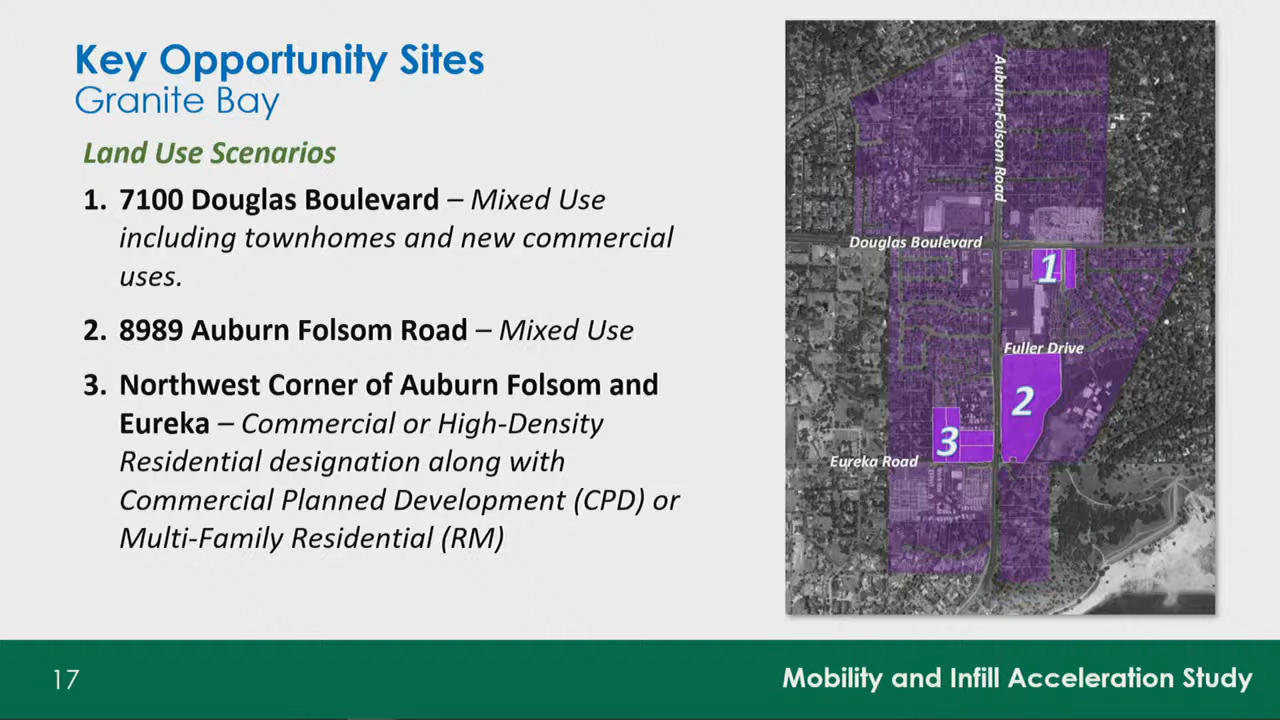 Key Opportunity Sites
Granite Bay
Land Use Scenarios
1. 7100 Douglas Boulevard – Mixed Use
including townhomes and new commercial
uses.
2. 8989 Auburn Folsom Road – Mixed Use
3. Northwest Corner of Auburn Folsom and
Eureka – Commercial or High-Density
Residential designation along with
Commercial Planned Development (CPD) or
Multi-Family Residential (RM)
Auburn-Folsom Road
Douglas Boulevard
1
Fuller Drive
2
3
Eureka Road
17
Mobility and Infill Acceleration Study